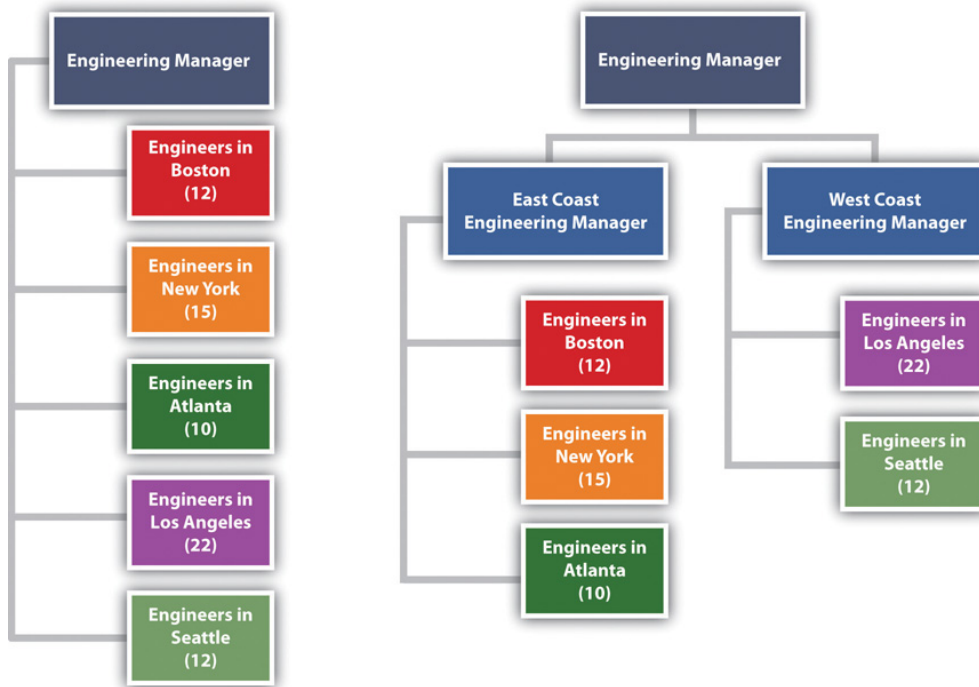 Engineering Manager
Engineers in
Boston
(12)
Engineers in
New York
(15)
Engineers in
Atlanta
(10)
Engineers in
Los Angeles
(22)
Engineers in
Seattle
(12)
Engineering Manager
East Coast
Engineering Manager
Engineers in
Boston
(12)
Engineers in
New York
(15)
Engineers in
Atlanta
(10)
West Coast
Engineering Manager
Engineers in
Los Angeles
(22)
Engineers in
Seattle
(12)